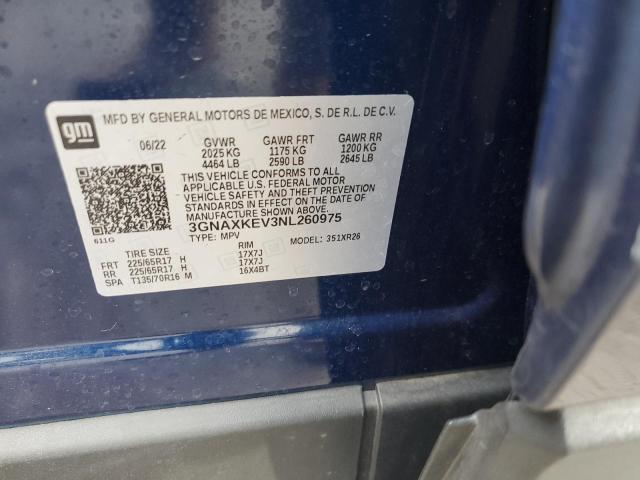 gm
MFD BY GENERAL MOTORS DE MEXICO, S. DE R.L. DE C.V.
06/22 GVWR GAWR FRT GAWR RR
2025 KG 1175 KG 1200 KG
4464 LB 2590 LB 2645 LB
THIS VEHICLE CONFORMS TO ALL
APPLICABLE U.S. FEDERAL MOTOR
VEHICLE SAFETY AND THEFT PREVENTION
STANDARDS IN EFFECT ON THE DATE OF
MANUFACTURE SHOWN ABOVE.
3GNAXKEV3NL260975
611G
TYPE: MPV MODEL: 351XR26
TIRE SIZE RIM
FRT 225/65R17 H 17X7J
RR 225/65R17 H 17X7J
SPA T135/70R16 M 16X4BT